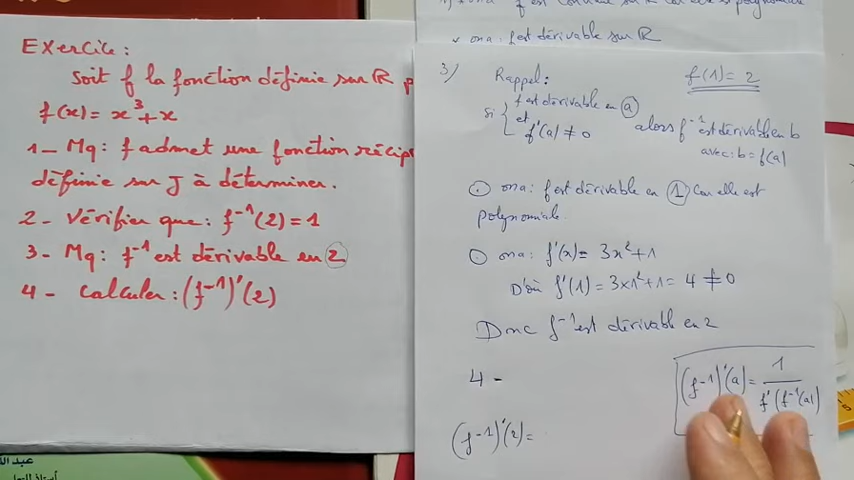 Exercice :
Soit f la fonction définie sur ℝ p
f(x) = x³ + x
1 - Mq : f admet une fonction récipr
définie sur J à déterminer.
2 - Vérifier que : f⁻¹(2) = 1
3 - Mq : f⁻¹ est dérivable en 2
4 - Calculer : (f⁻¹)'(2)
ona : f est dérivable sur ℝ
3/ Rappel : f(1) = 2
si { f est dérivable en a
et
f'(a) ≠ 0
alors f⁻¹ est dérivable en b
avec : b = f(a)
ona : f est dérivable en 1 car elle est
polynomiale.
ona : f'(x) = 3x² + 1
D'où f'(1) = 3×1² + 1 = 4 ≠ 0
Donc f⁻¹ est dérivable en 2
4 -
(f⁻¹)'(a) = 1 / f'(f⁻¹(a))
(f⁻¹)'(2) =